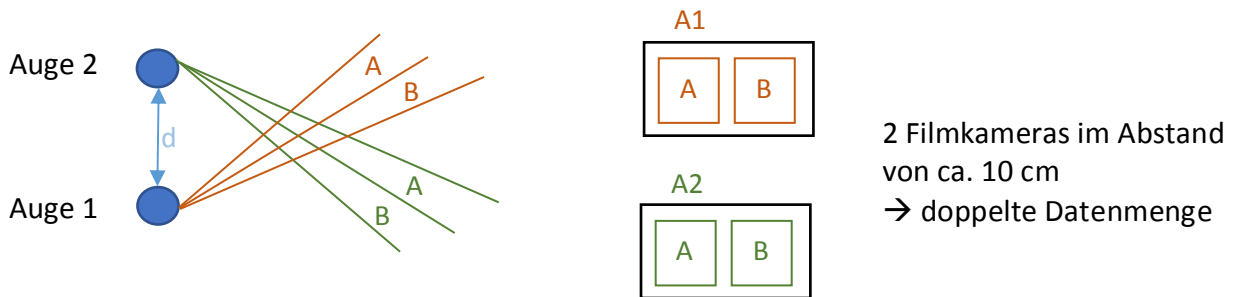 Auge 2
d
Auge 1
A
B
A
B
A1
A
B
A2
A
B
2 Filmkameras im Abstand
von ca. 10 cm
→ doppelte Datenmenge